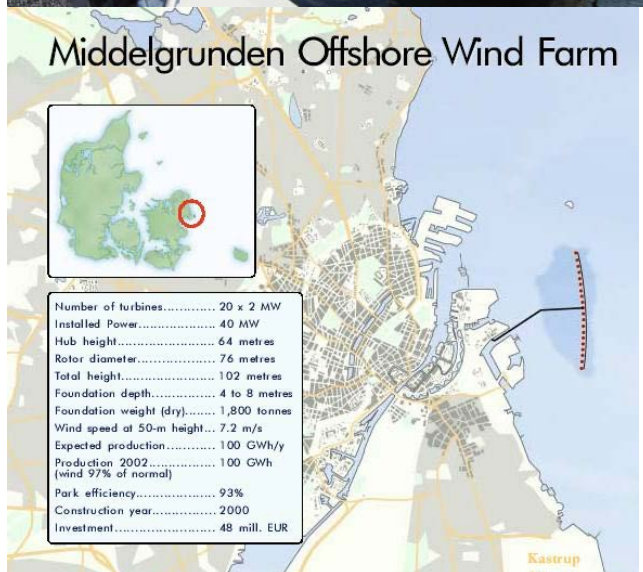 Middelgrunden Offshore Wind Farm
Number of turbines............. 20 x 2 MW
Installed Power................... 40 MW
Hub height........................ 64 metres
Rotor diameter................... 76 metres
Total height....................... 102 metres
Foundation depth............... 4 to 8 metres
Foundation weight (dry)....... 1,800 tonnes
Wind speed at 50-m height... 7.2 m/s
Expected production............ 100 GWh/y
Production 2002................. 100 GWh
(wind 97% of normal)
Park efficiency.................... 93%
Construction year................ 2000
Investment......................... 48 mill. EUR
Kastrup